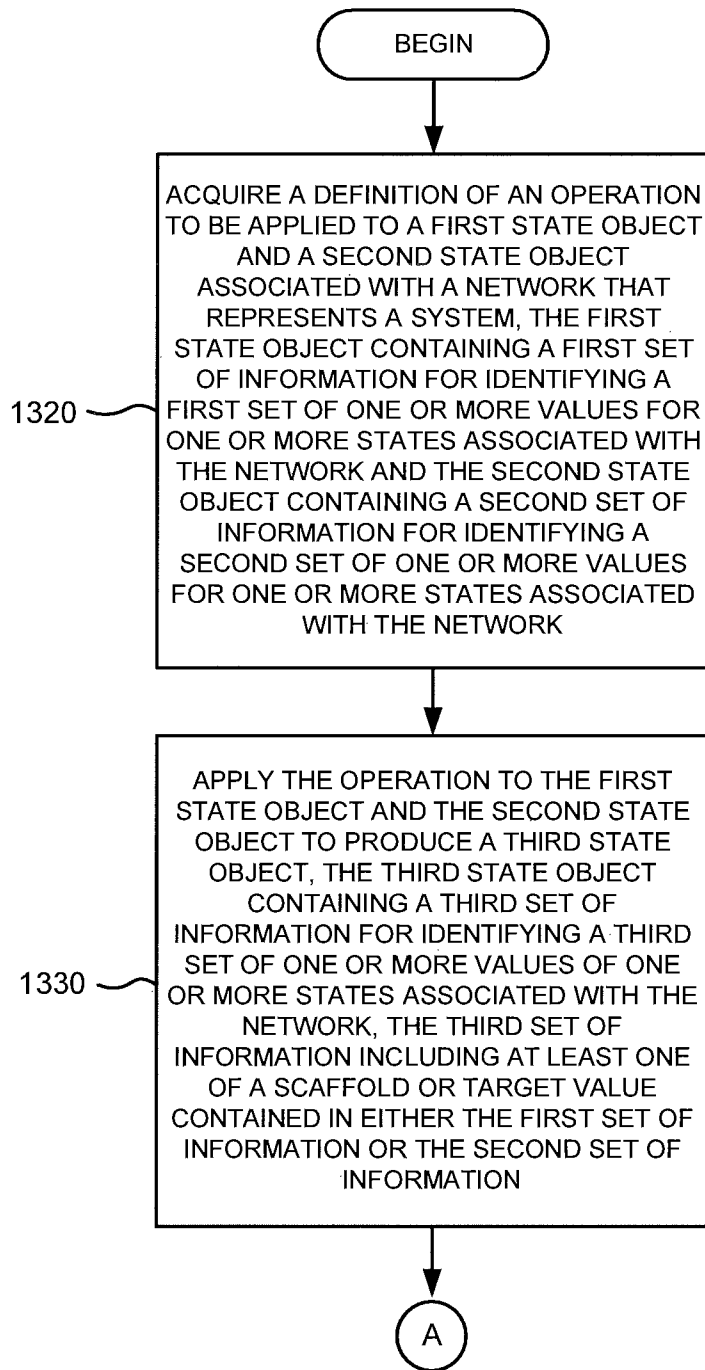 BEGIN
ACQUIRE A DEFINITION OF AN OPERATION
TO BE APPLIED TO A FIRST STATE OBJECT
AND A SECOND STATE OBJECT
ASSOCIATED WITH A NETWORK THAT
REPRESENTS A SYSTEM, THE FIRST
STATE OBJECT CONTAINING A FIRST SET
OF INFORMATION FOR IDENTIFYING A
FIRST SET OF ONE OR MORE VALUES FOR
ONE OR MORE STATES ASSOCIATED WITH
THE NETWORK AND THE SECOND STATE
OBJECT CONTAINING A SECOND SET OF
INFORMATION FOR IDENTIFYING A
SECOND SET OF ONE OR MORE VALUES
FOR ONE OR MORE STATES ASSOCIATED
WITH THE NETWORK
1320
APPLY THE OPERATION TO THE FIRST
STATE OBJECT AND THE SECOND STATE
OBJECT TO PRODUCE A THIRD STATE
OBJECT, THE THIRD STATE OBJECT
CONTAINING A THIRD SET OF
INFORMATION FOR IDENTIFYING A THIRD
SET OF ONE OR MORE VALUES OF ONE
OR MORE STATES ASSOCIATED WITH THE
NETWORK, THE THIRD SET OF
INFORMATION INCLUDING AT LEAST ONE
OF A SCAFFOLD OR TARGET VALUE
CONTAINED IN EITHER THE FIRST SET OF
INFORMATION OR THE SECOND SET OF
INFORMATION
1330
A